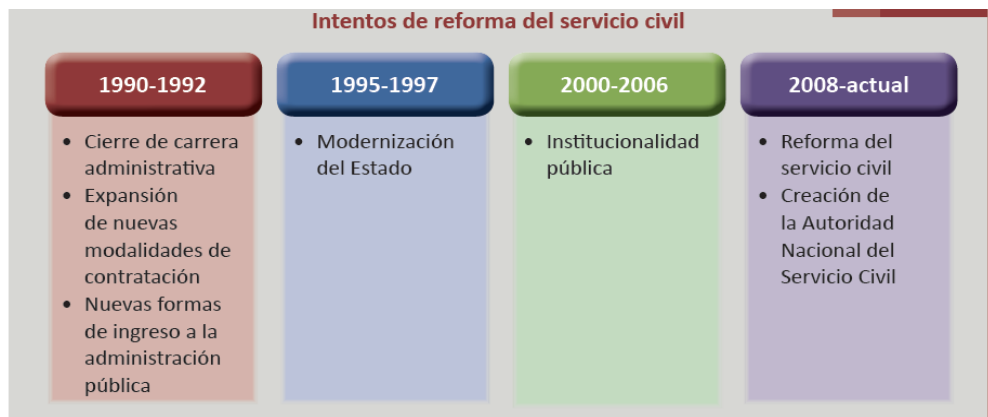 Intentos de reforma del servicio civil
1990-1992
• Cierre de carrera
administrativa
• Expansión
de nuevas
modalidades de
contratación
• Nuevas formas
de ingreso a la
administración
pública
1995-1997
• Modernización
del Estado
2000-2006
• Institucionalidad
pública
2008-actual
• Reforma del
servicio civil
• Creación de
la Autoridad
Nacional del
Servicio Civil